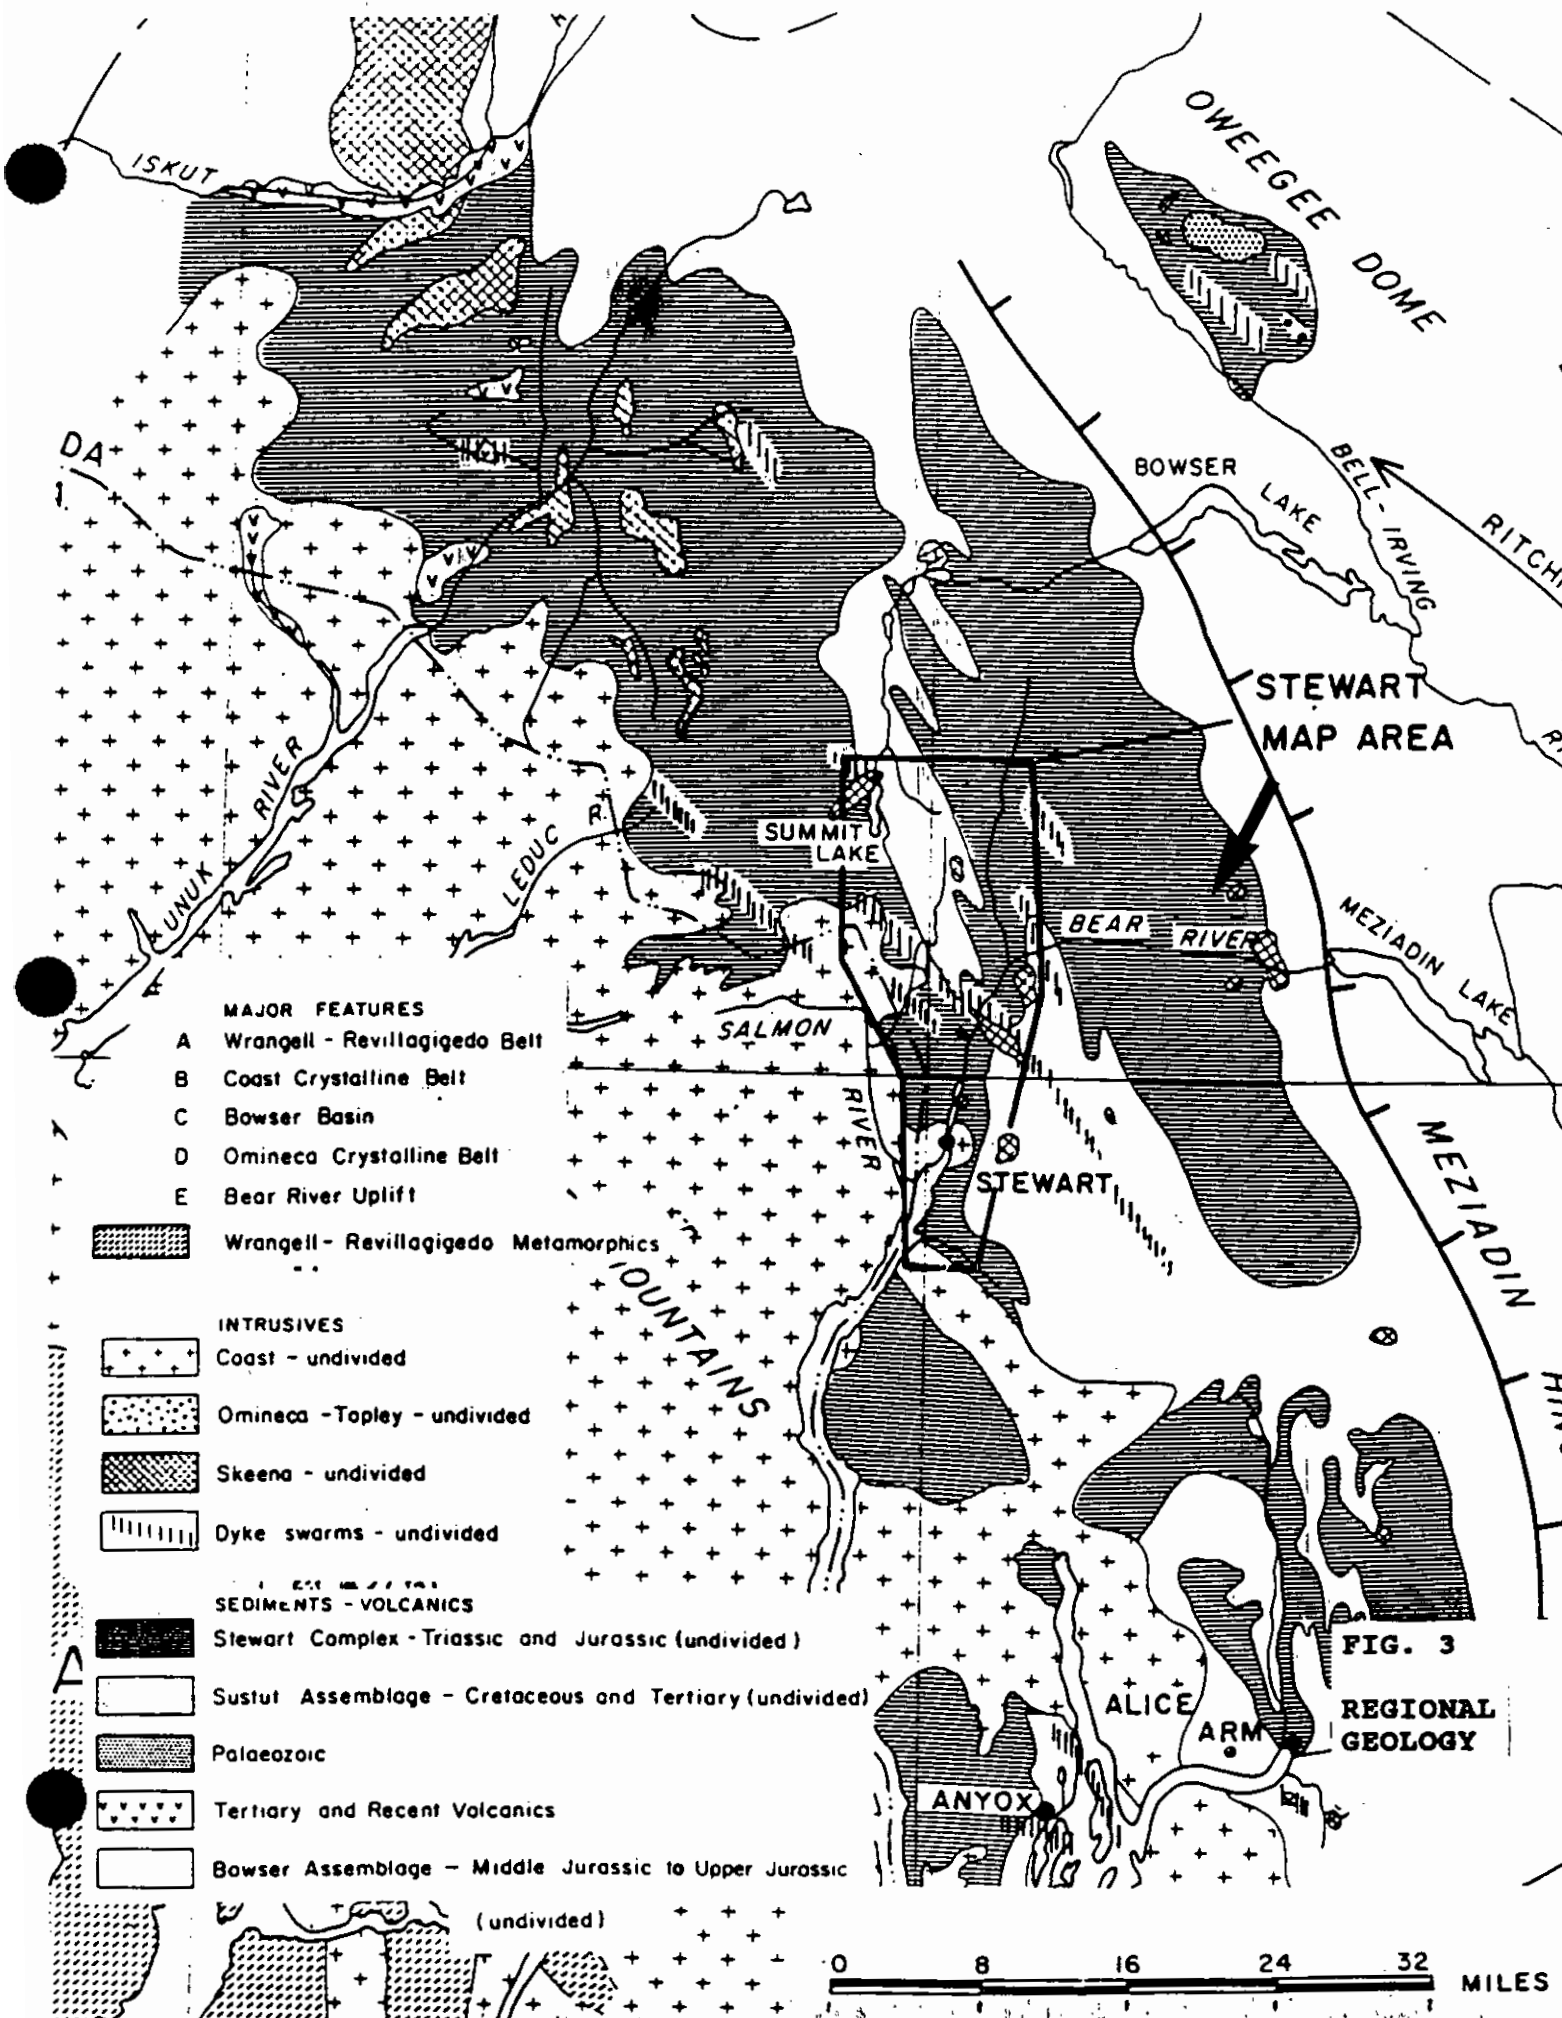 ISKUT
OWEEGEE DOME
DA
BOWSER
LAKE
BELL-IRVING
STEWART
MAP AREA
UNUK RIVER
LEDUC R.
SUMMIT
LAKE
BEAR RIVER
MEZIADIN LAKE
SALMON
RIVER
STEWART
MEZIADIN
MAJOR FEATURES
A Wrangell - Revillagigedo Belt
B Coast Crystalline Belt
C Bowser Basin
D Omineca Crystalline Belt
E Bear River Uplift
Wrangell - Revillagigedo Metamorphics
OUNTAINS
INTRUSIVES
Coast - undivided
Omineca - Topley - undivided
Skeena - undivided
Dyke swarms - undivided
SEDIMENTS - VOLCANICS
Stewart Complex - Triassic and Jurassic (undivided)
Sustut Assemblage - Cretaceous and Tertiary (undivided)
Palaeozoic
Tertiary and Recent Volcanics
Bowser Assemblage - Middle Jurassic to Upper Jurassic
(undivided)
FIG. 3
REGIONAL
GEOLOGY
ALICE
ARM
ANYOX
0 8 16 24 32 MILES